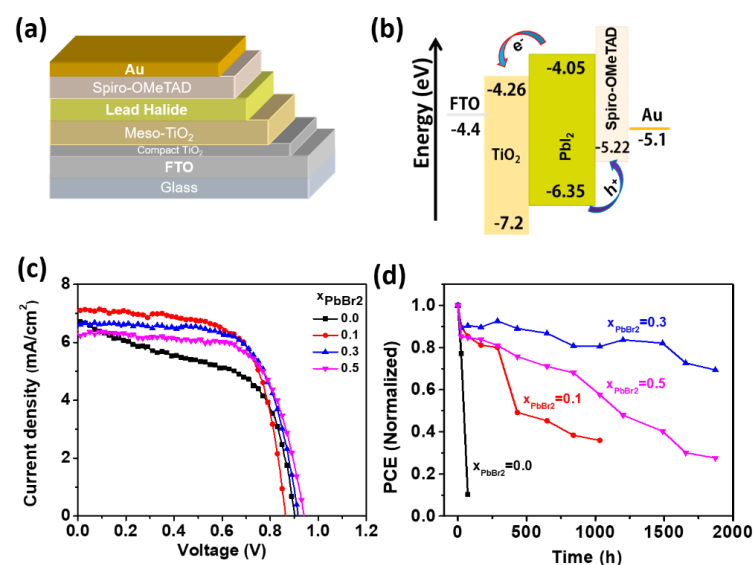 (a)
Au
Spiro-OMeTAD
Lead Halide
Meso-TiO₂
Compact TiO₂
FTO
Glass
(b)
Energy (eV)
FTO
-4.4
-4.26
TiO₂
-7.2
e⁻
-4.05
PbI₂
-6.35
Spiro-OMeTAD
-5.22
h⁺
Au
-5.1
(c)
Current density (mA/cm²)
8
6
4
2
0
0.0 0.2 0.4 0.6 0.8 1.0 1.2
Voltage (V)
xPbBr2
0.0
0.1
0.3
0.5
(d)
PCE (Normalized)
1.0
0.8
0.6
0.4
0.2
0.0
0 500 1000 1500 2000
Time (h)
xPbBr2=0.3
xPbBr2=0.5
xPbBr2=0.1
xPbBr2=0.0